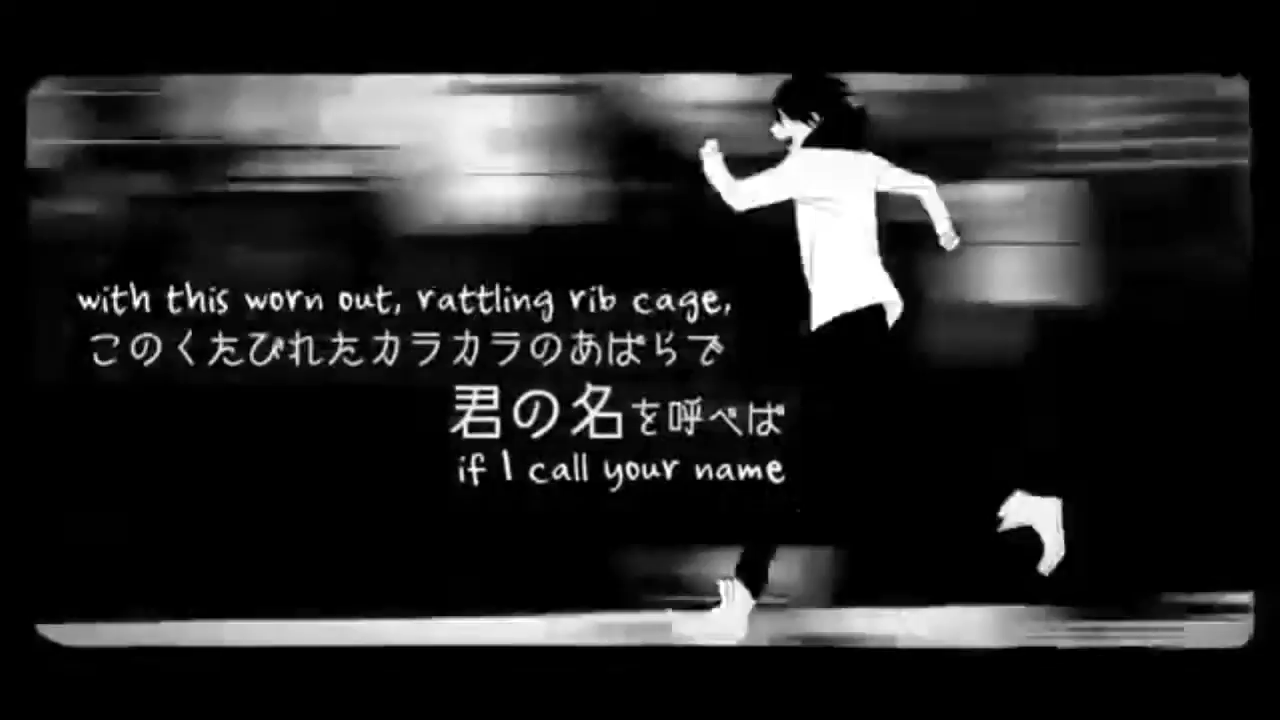 with this worn out, rattling rib cage,
このくたびれたカラカラのあばらで
君の名を呼べば
if I call your name